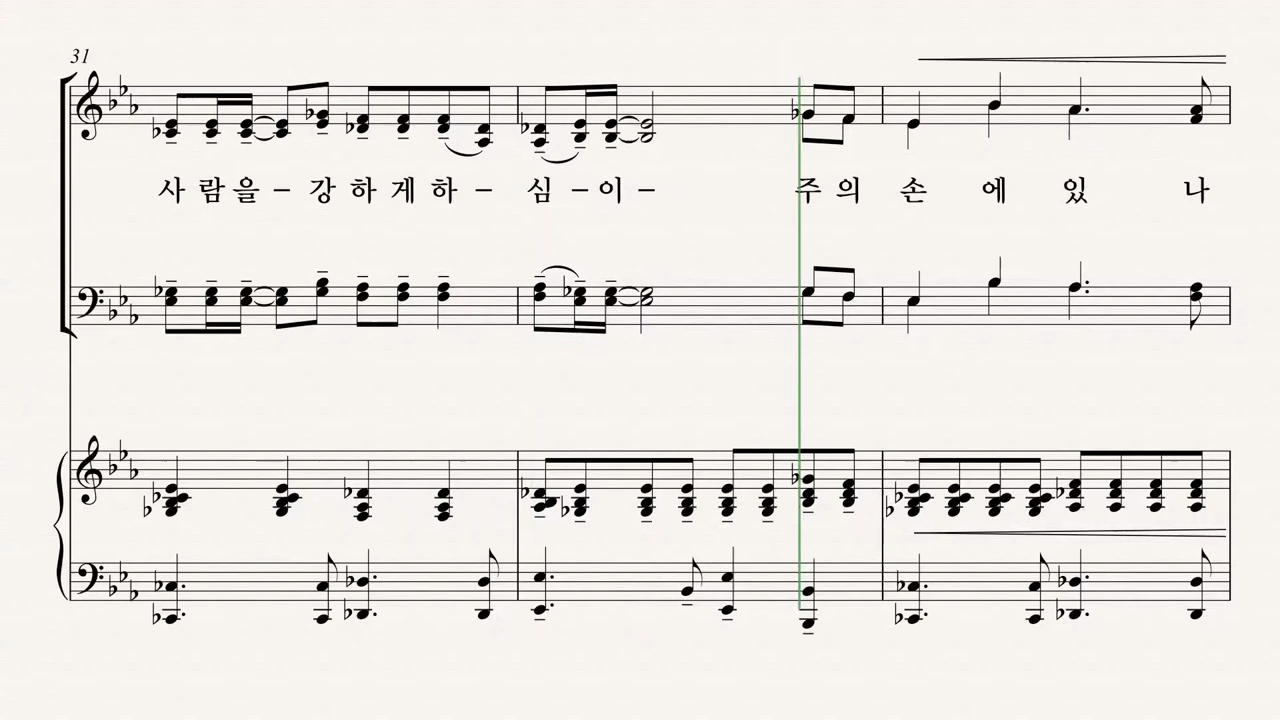 31
사 람 을 – 강 하 게 하 – 심 – 이 – 주 의 손 에 있 나